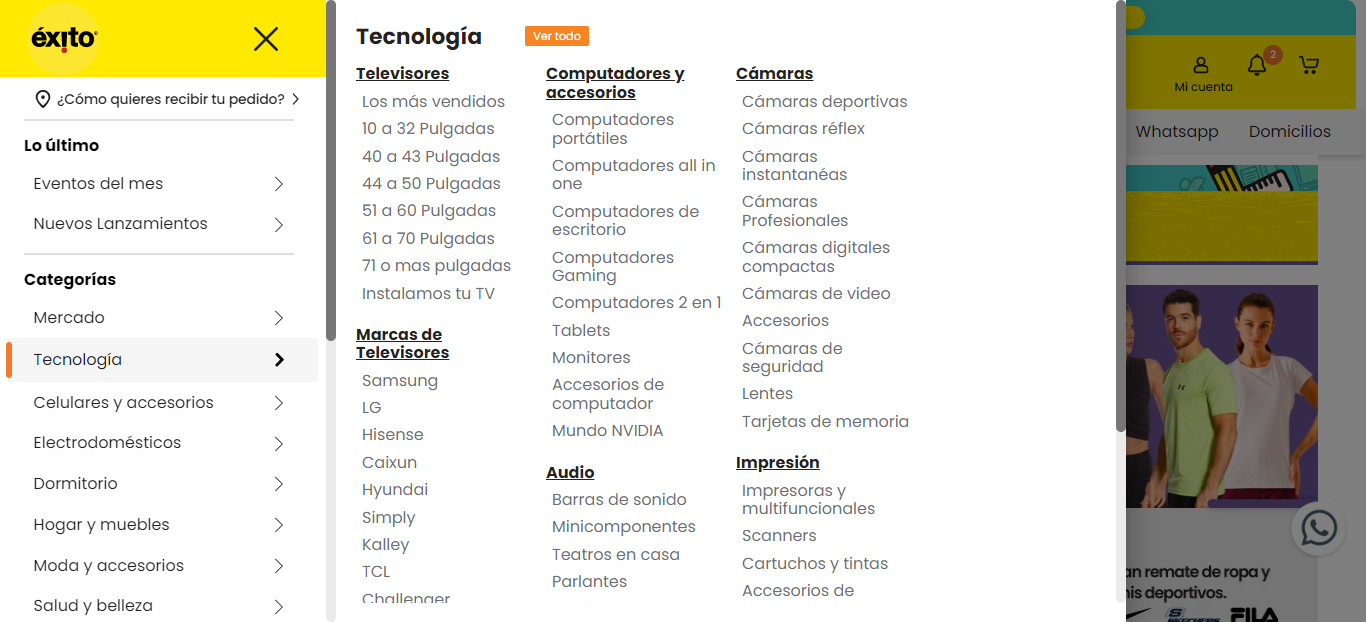 éxito
¿Cómo quieres recibir tu pedido?
Lo último
Eventos del mes
Nuevos Lanzamientos
Categorías
Mercado
Tecnología
Celulares y accesorios
Electrodomésticos
Dormitorio
Hogar y muebles
Moda y accesorios
Salud y belleza
Tecnología
Ver todo
Televisores
Los más vendidos
10 a 32 Pulgadas
40 a 43 Pulgadas
44 a 50 Pulgadas
51 a 60 Pulgadas
61 a 70 Pulgadas
71 o mas pulgadas
Instalamos tu TV
Marcas de
Televisores
Samsung
LG
Hisense
Caixun
Hyundai
Simply
Kalley
TCL
Challenger
Computadores y
accesorios
Computadores
portátiles
Computadores all in
one
Computadores de
escritorio
Computadores
Gaming
Computadores 2 en 1
Tablets
Monitores
Accesorios de
computador
Mundo NVIDIA
Audio
Barras de sonido
Minicomponentes
Teatros en casa
Parlantes
Cámaras
Cámaras deportivas
Cámaras réflex
Cámaras
instantaneás
Cámaras
Profesionales
Cámaras digitales
compactas
Cámaras de video
Accesorios
Cámaras de
seguridad
Lentes
Tarjetas de memoria
Impresión
Impresoras y
multifuncionales
Scanners
Cartuchos y tintas
Accesorios de
2
Mi cuenta
Whatsapp
Domicilios
an remate de ropa y
nis deportivos.
SKECHERS
FILA